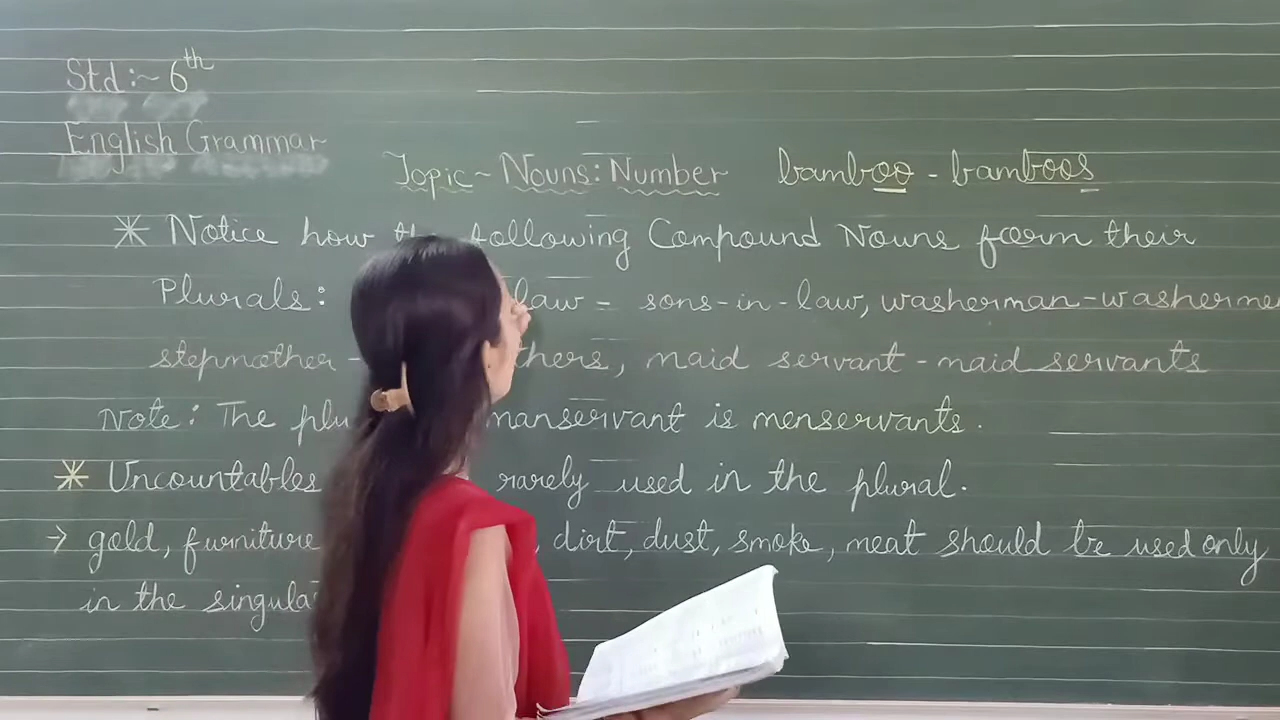 Std :~ 6th
English Grammar
Topic ~ Nouns: Number bamboo - bamboos
* Notice how following Compound Nouns form their
Plurals: law - sons-in-law, washerman-washerme
stepmother - thers, maid servant - maid servants
Note: The plu manservant is menservants.
* Uncountables rarely used in the plural.
→ gold, furniture , dirt, dust, smoke, meat should be used only
in the singula